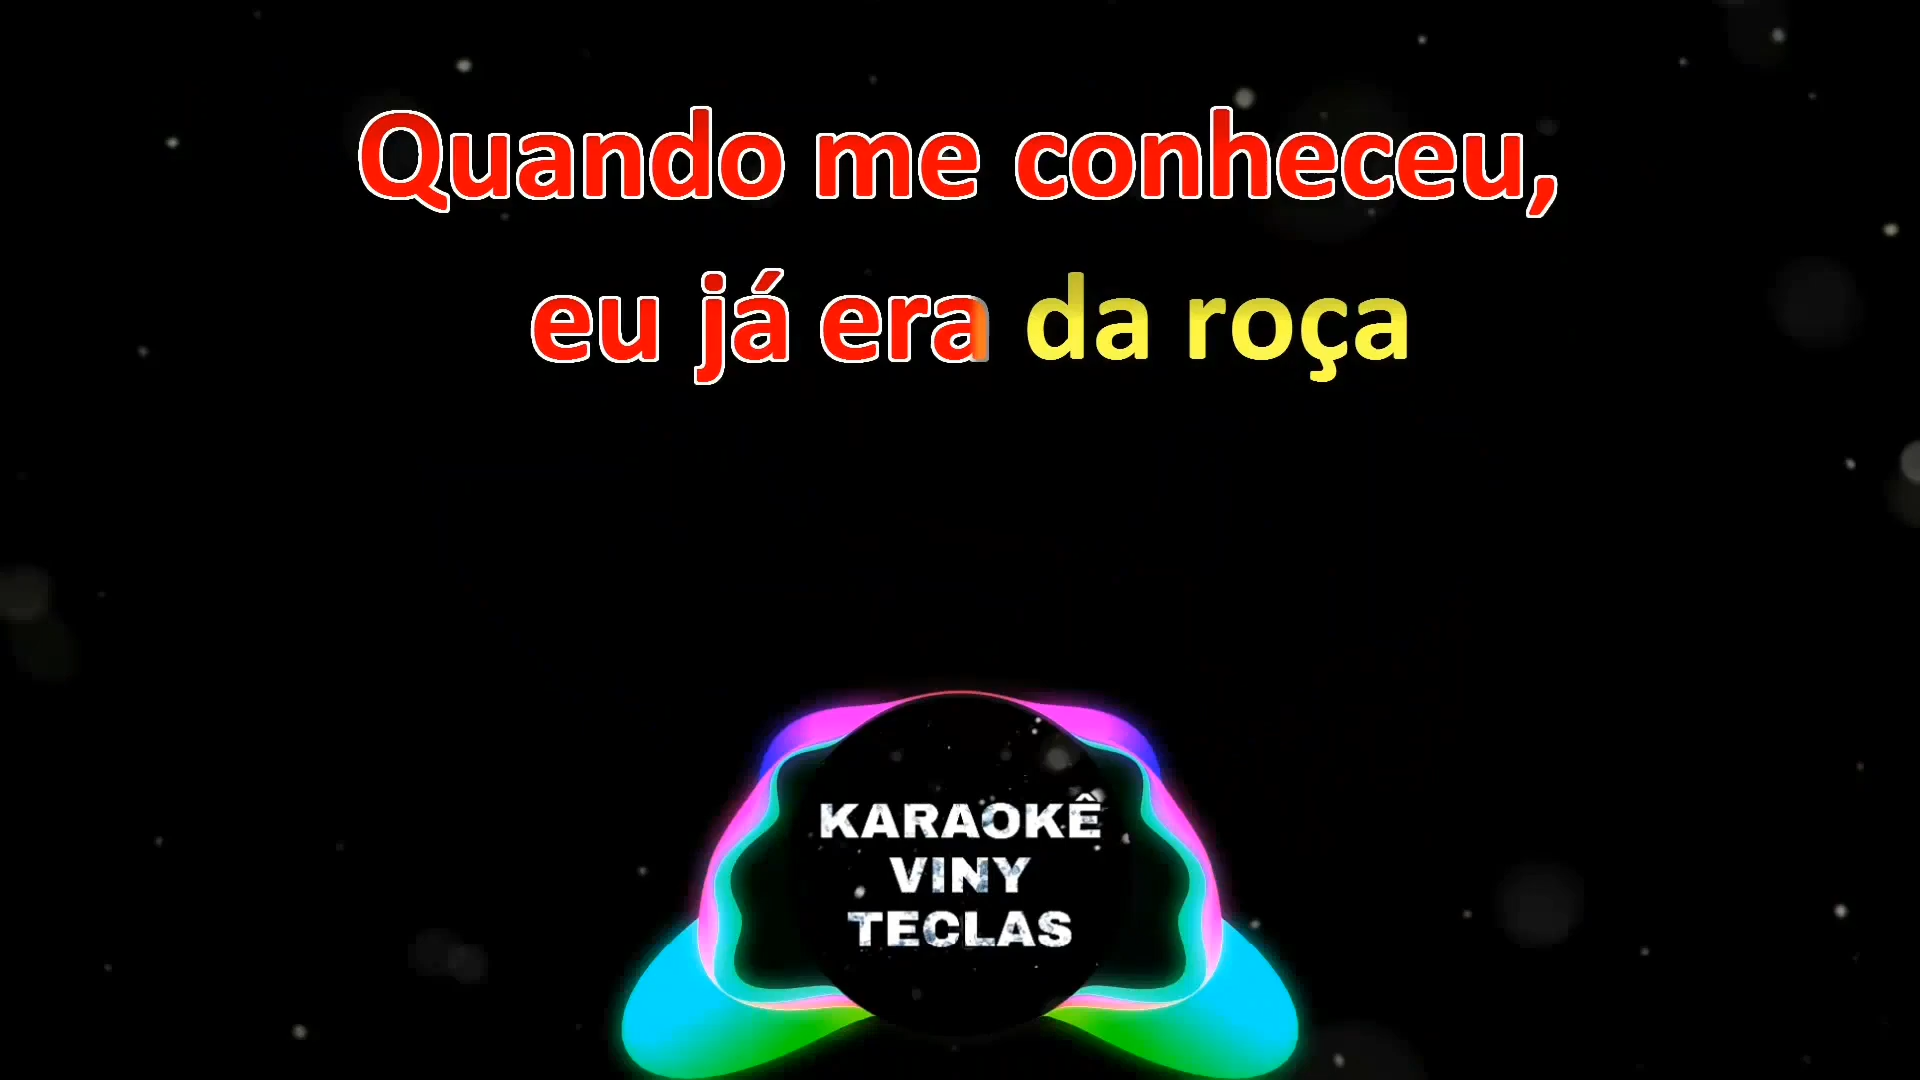 Quando me conheceu,
eu já era da roça
KARAOKÊ
VINY
TECLAS